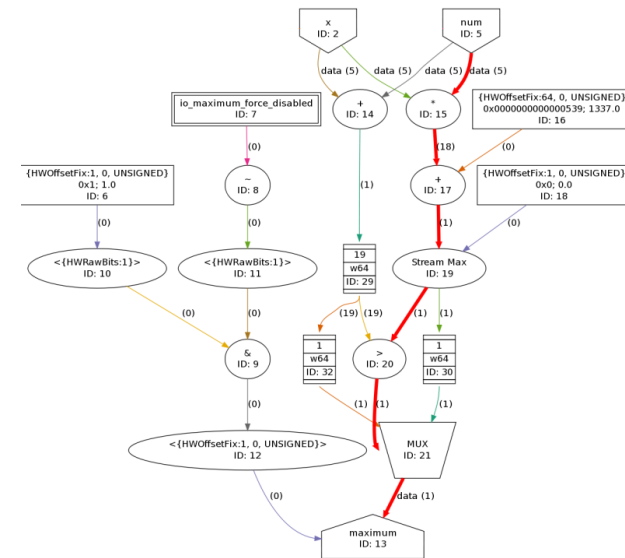 x
ID: 2
num
ID: 5
data (5)
data (5)
data (5)
data (5)
io_maximum_force_disabled
ID: 7
+
ID: 14
*
ID: 15
{HWOffsetFix:64, 0, UNSIGNED}
0x0000000000000539; 1337.0
ID: 16
(0)
(18)
(0)
{HWOffsetFix:1, 0, UNSIGNED}
0x1; 1.0
ID: 6
~
ID: 8
(1)
+
ID: 17
{HWOffsetFix:1, 0, UNSIGNED}
0x0; 0.0
ID: 18
(0)
(0)
(1)
(0)
<{HWRawBits:1}>
ID: 10
<{HWRawBits:1}>
ID: 11
19
w64
ID: 29
Stream Max
ID: 19
(0)
(0)
(19)
(19)
(1)
(1)
&
ID: 9
1
w64
ID: 32
>
ID: 20
1
w64
ID: 30
(0)
(1)
(1)
(1)
<{HWOffsetFix:1, 0, UNSIGNED}>
ID: 12
MUX
ID: 21
(0)
data (1)
maximum
ID: 13